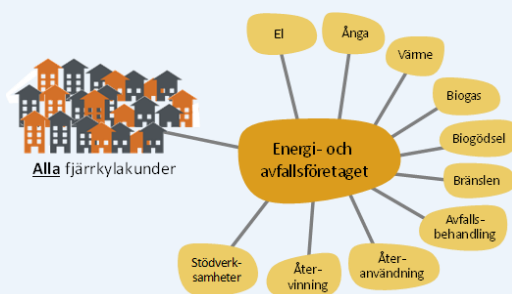 El
Ånga
Värme
Biogas
Biogödsel
Bränslen
Avfalls-
behandling
Åter-
användning
Åter-
vinning
Stödverk-
samheter
Energi- och
avfallsföretaget
Alla fjärrkylakunder